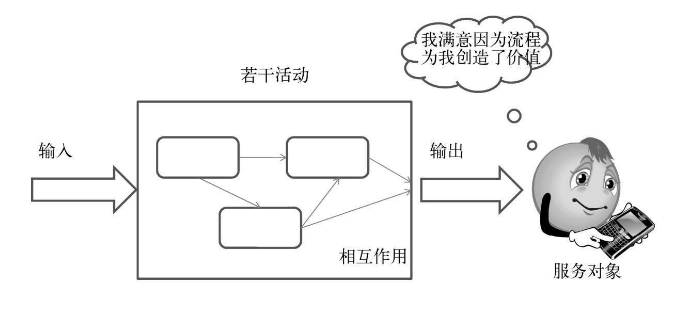 我满意因为流程
为我创造了价值
若干活动
输入
输出
相互作用
服务对象